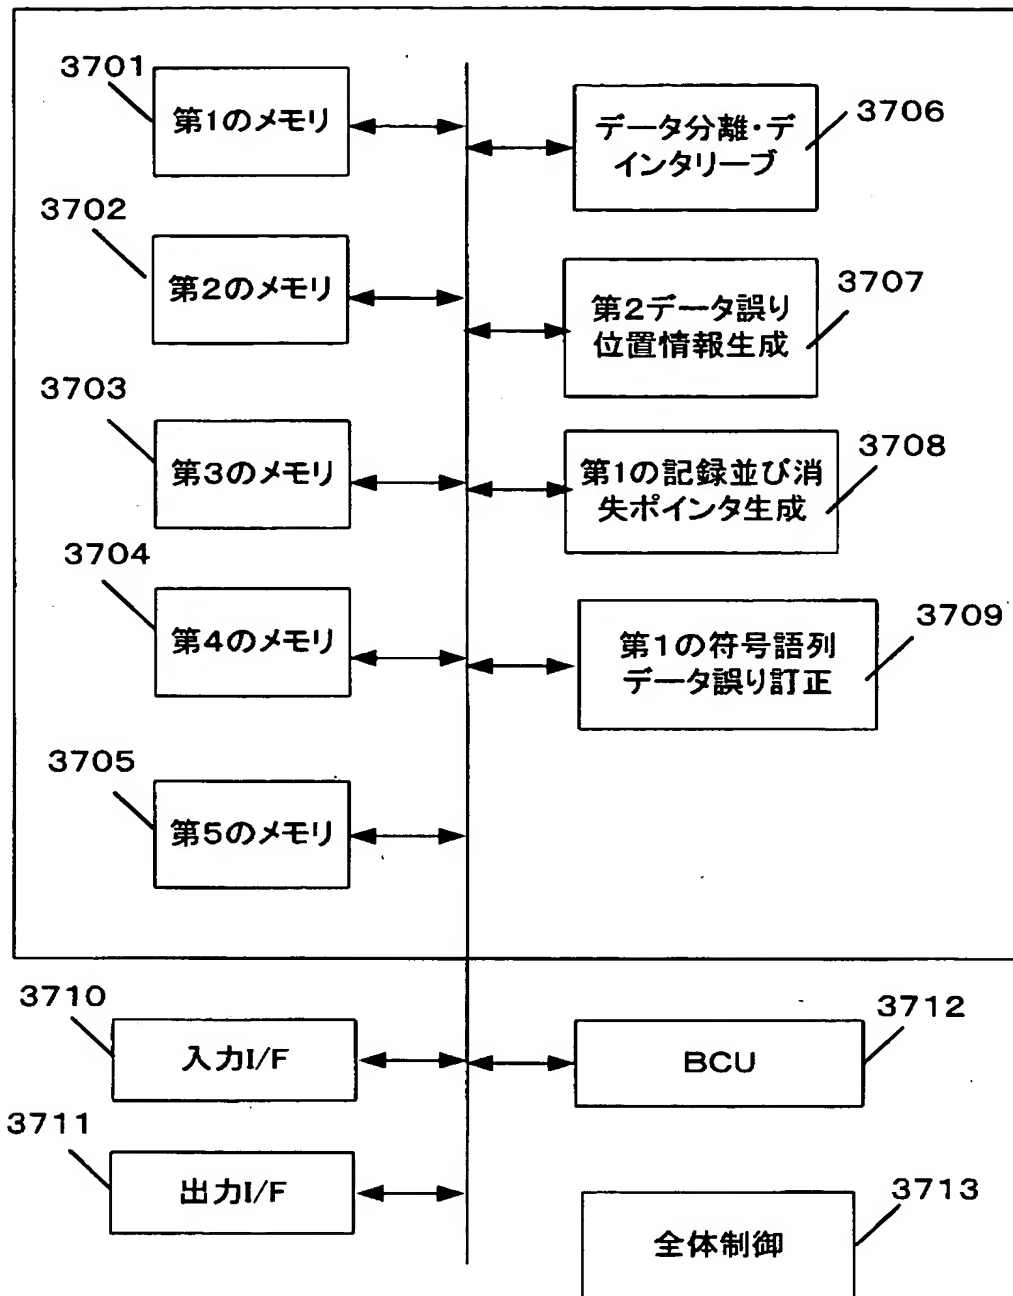 3701
第1のメモリ
データ分離・デ
インタリーブ
3706
3702
第2のメモリ
第2データ誤り
位置情報生成
3707
3703
第3のメモリ
第1の記録並び消
失ポインタ生成
3708
3704
第4のメモリ
第1の符号語列
データ誤り訂正
3709
3705
第5のメモリ
3710
入力I/F
BCU
3712
3711
出力I/F
全体制御
3713